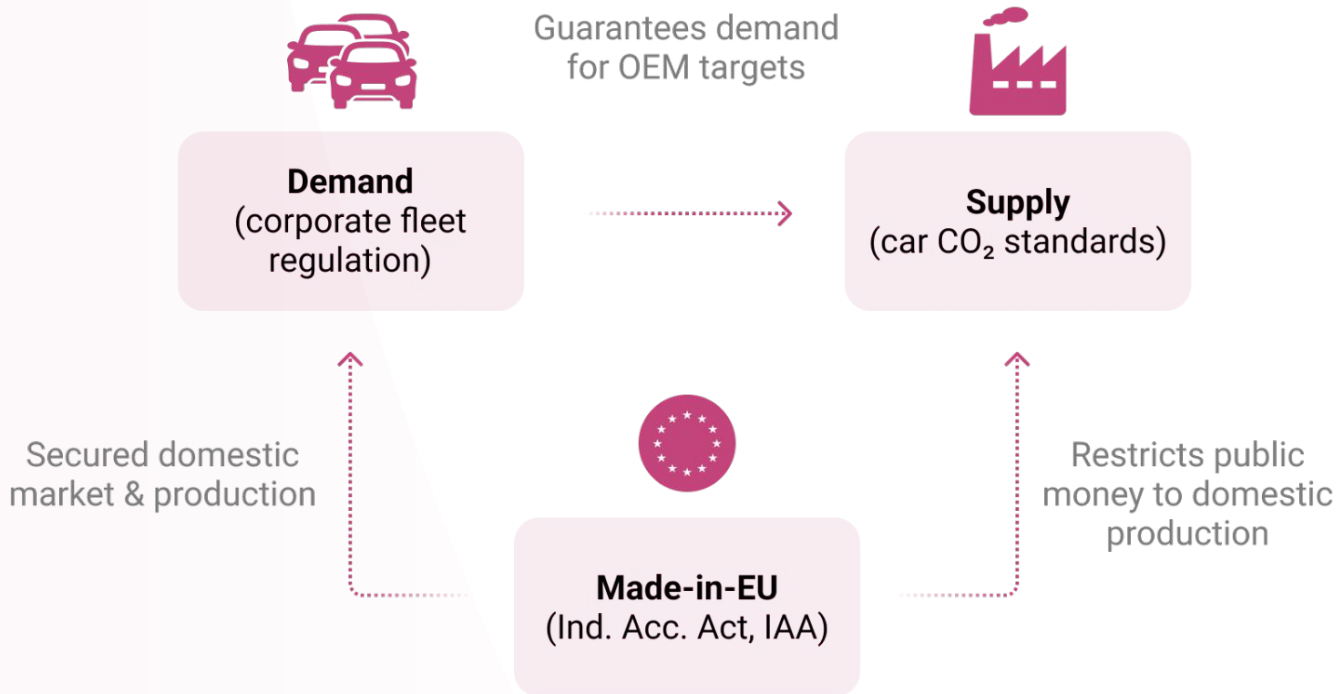 Guarantees demand
for OEM targets
Demand
(corporate fleet
regulation)
Supply
(car CO₂ standards)
Secured domestic
market & production
Restricts public
money to domestic
production
Made-in-EU
(Ind. Acc. Act, IAA)